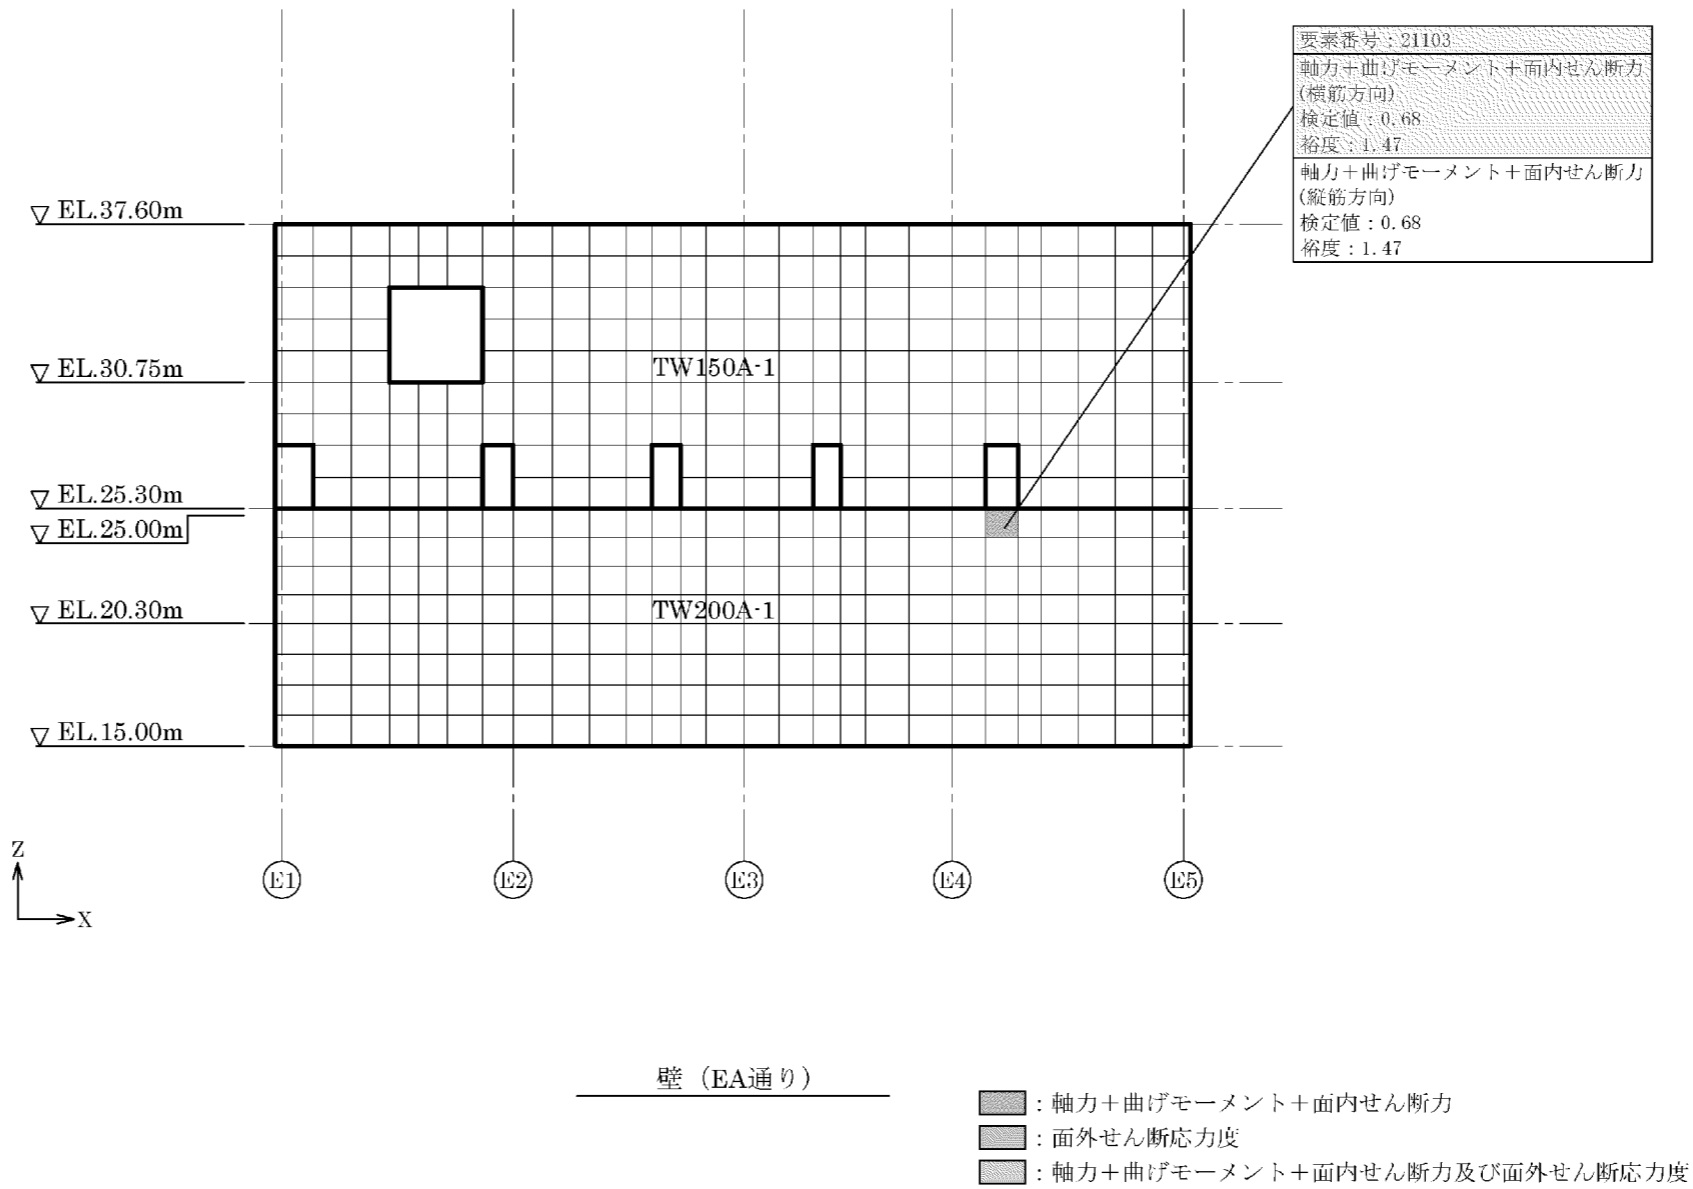 要素番号：21103
軸力＋曲げモーメント＋面内せん断力
(横筋方向)
検定値：0.68
裕度：1.47
軸力＋曲げモーメント＋面内せん断力
(縦筋方向)
検定値：0.68
裕度：1.47
▽ EL.37.60m
▽ EL.30.75m
TW150A-1
▽ EL.25.30m
▽ EL.25.00m
▽ EL.20.30m
TW200A-1
▽ EL.15.00m
Z
X
E1 E2 E3 E4 E5
壁（EA通り）
：軸力＋曲げモーメント＋面内せん断力
：面外せん断応力度
：軸力＋曲げモーメント＋面内せん断力及び面外せん断応力度